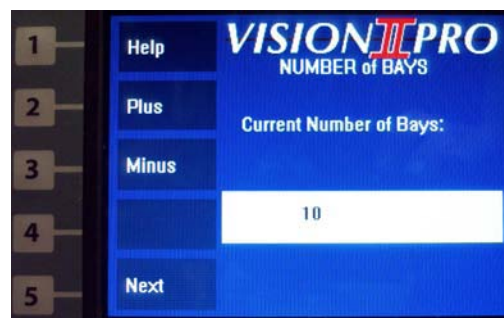 VISION II PRO
NUMBER of BAYS
1 Help
2 Plus
Current Number of Bays:
3 Minus
10
4
5 Next